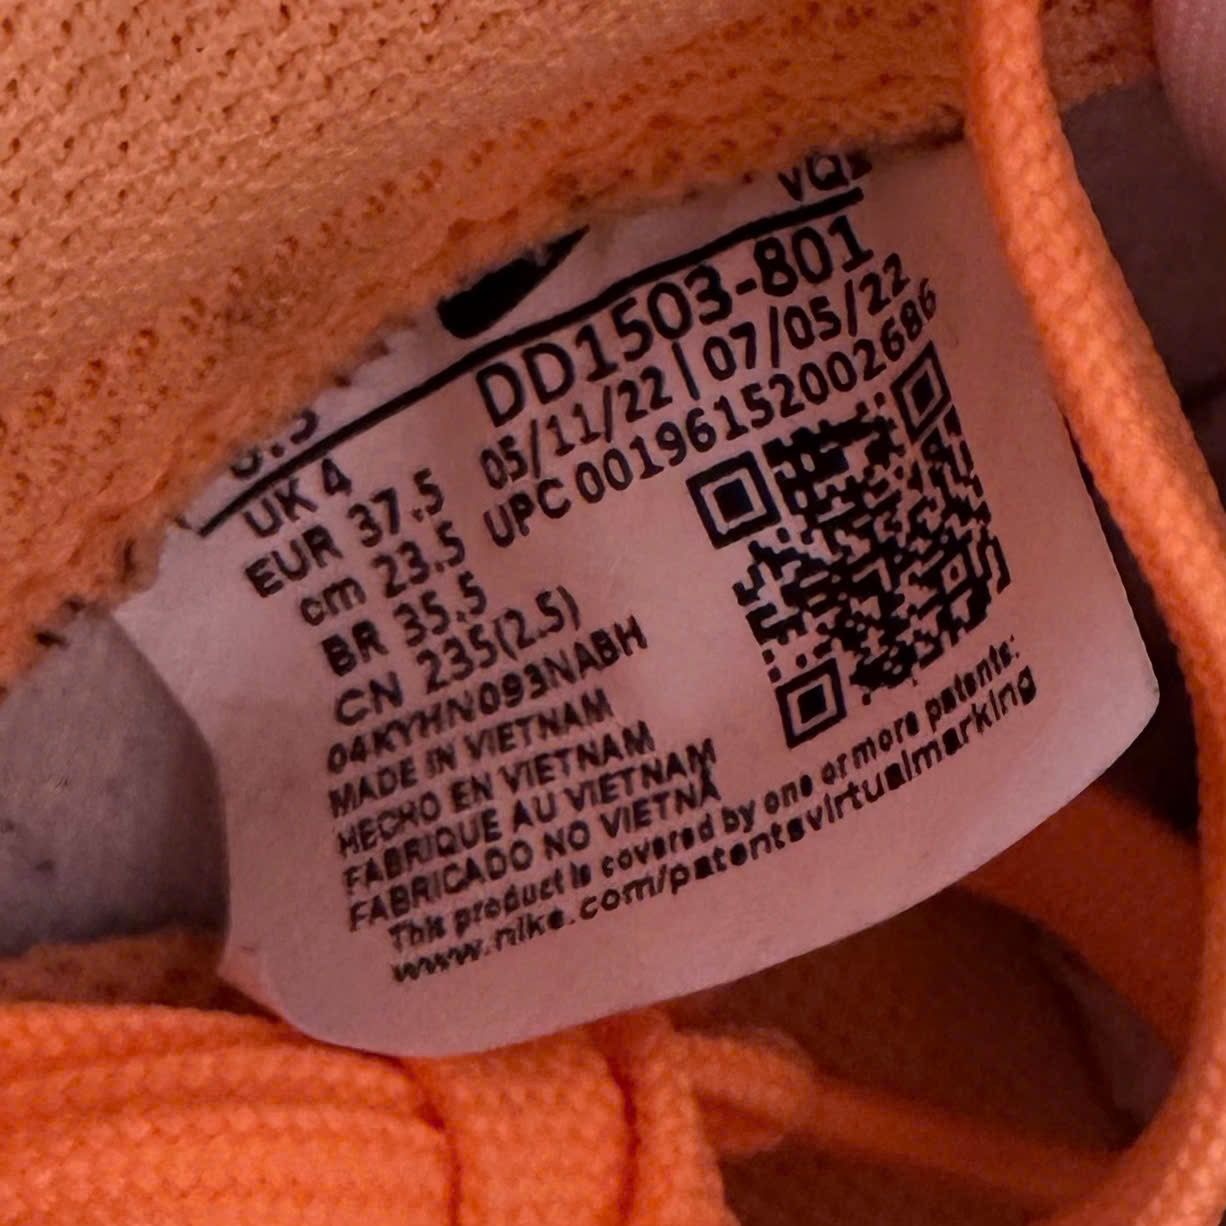 VQ
DD1503-801
05/11/22 | 07/05/22
UPC 00196152002686
UK 4
EUR 37.5
cm 23.5
BR 35.5
CN 235(2.5)
04KYHN093NABH
MADE IN VIETNAM
HECHO EN VIETNAM
FABRIQUE AU VIETNAM
FABRICADO NO VIETNÃ
This product is covered by one or more patents:
www.nike.com/patentsvirtualmarking